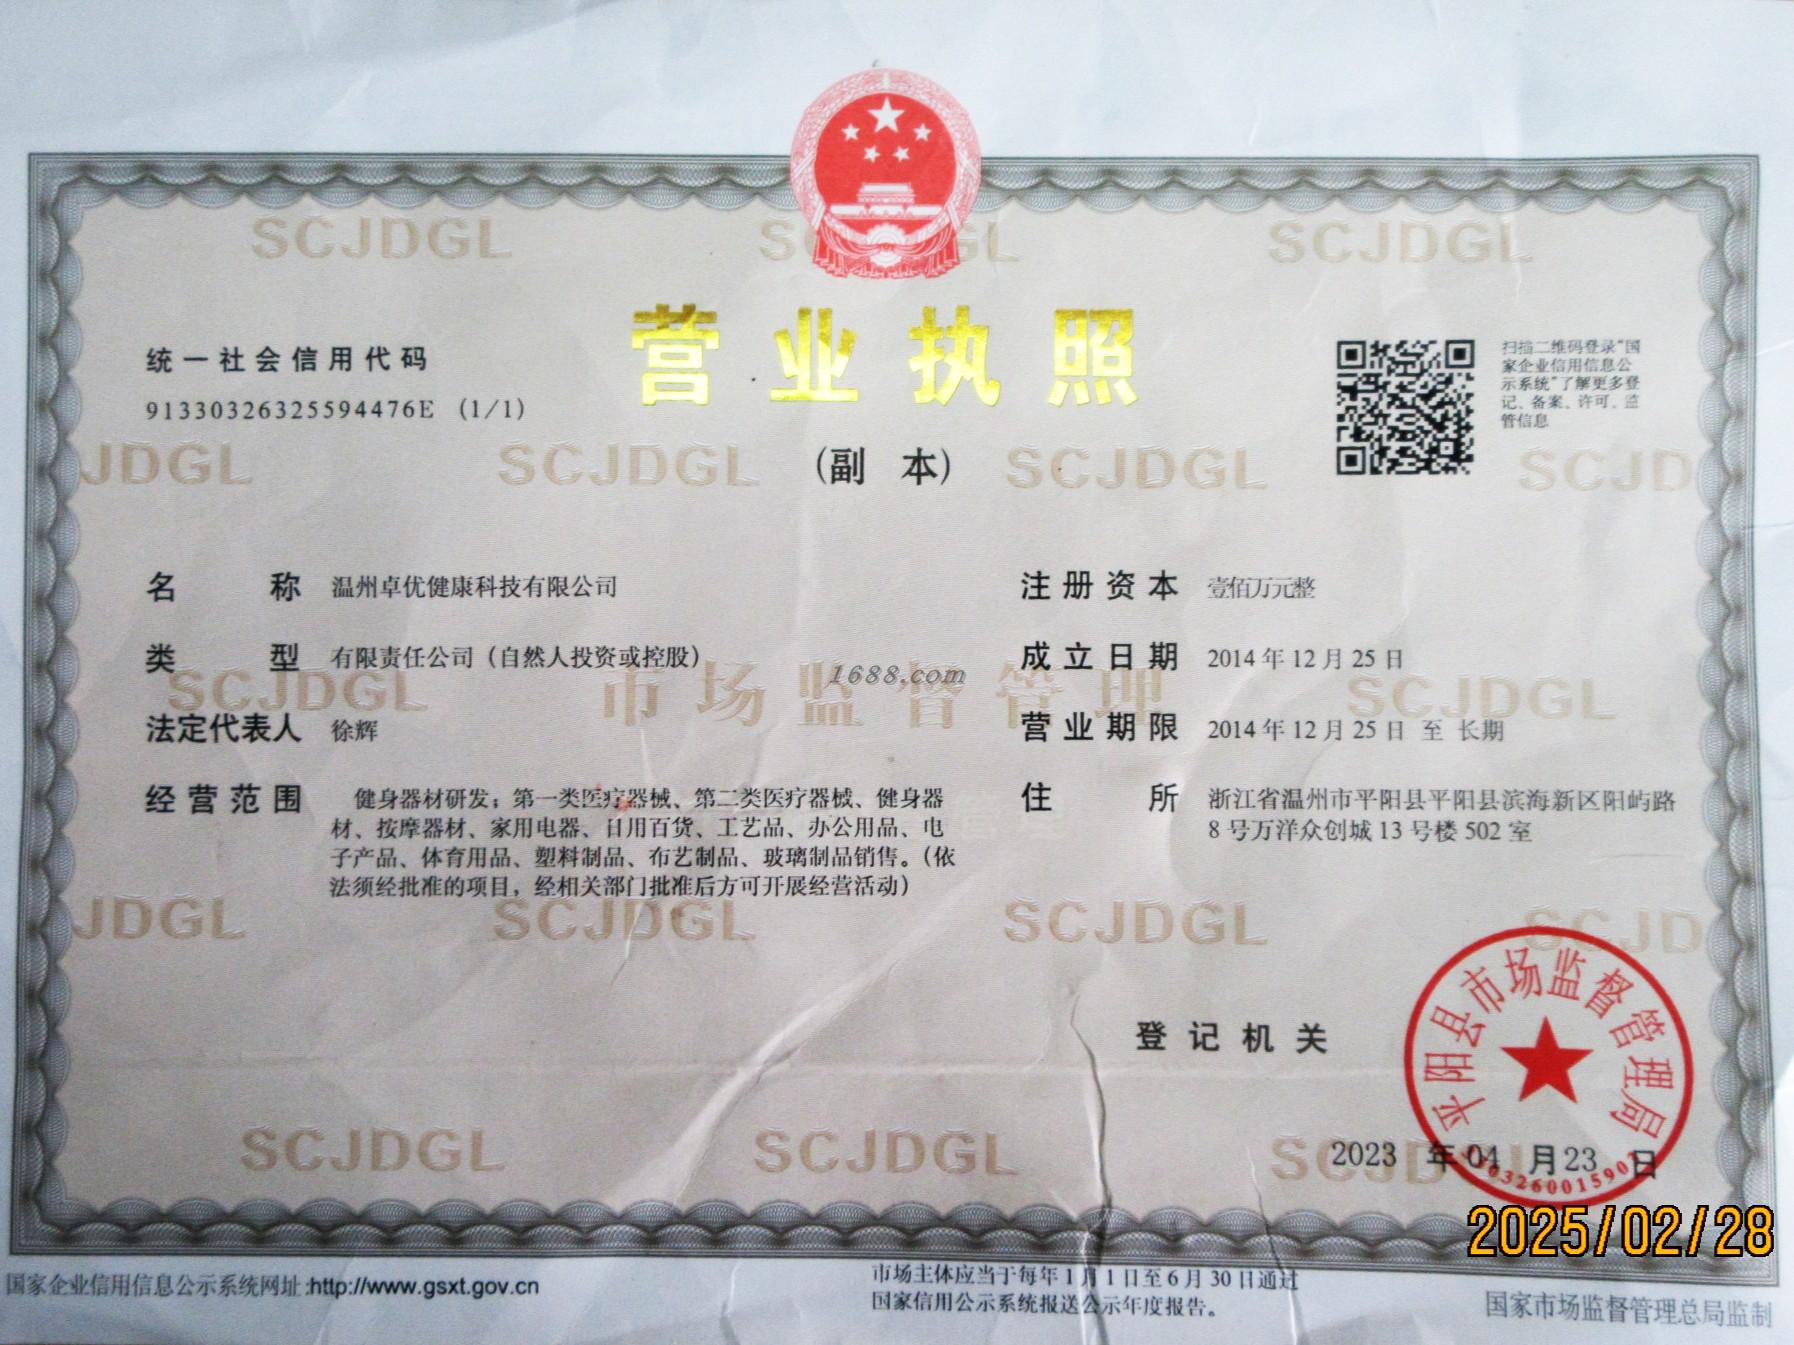 营业执照
(副 本)
统一社会信用代码
91330326325594476E (1/1)
扫描二维码登录“国
家企业信用信息公
示系统”了解更多登
记、备案、许可、监
管信息
名称 温州卓优健康科技有限公司
类型 有限责任公司（自然人投资或控股）
法定代表人 徐辉
经营范围 健身器材研发；第一类医疗器械、第二类医疗器械、健身器
材、按摩器材、家用电器、日用百货、工艺品、办公用品、电
子产品、体育用品、塑料制品、布艺制品、玻璃制品销售。（依
法须经批准的项目，经相关部门批准后方可开展经营活动）
注册资本 壹佰万元整
成立日期 2014年12月25日
营业期限 2014年12月25日 至 长期
住所 浙江省温州市平阳县平阳县滨海新区阳屿路
8号万洋众创城13号楼502室
1688.com
市场监督管理
SCJDGL
登记机关
平阳县市场监督管理局
2023 年 04 月 23 日
2025/02/28
国家企业信用信息公示系统网址:http://www.gsxt.gov.cn
市场主体应当于每年1月1日至6月30日通过
国家信用公示系统报送公示年度报告。
国家市场监督管理总局监制